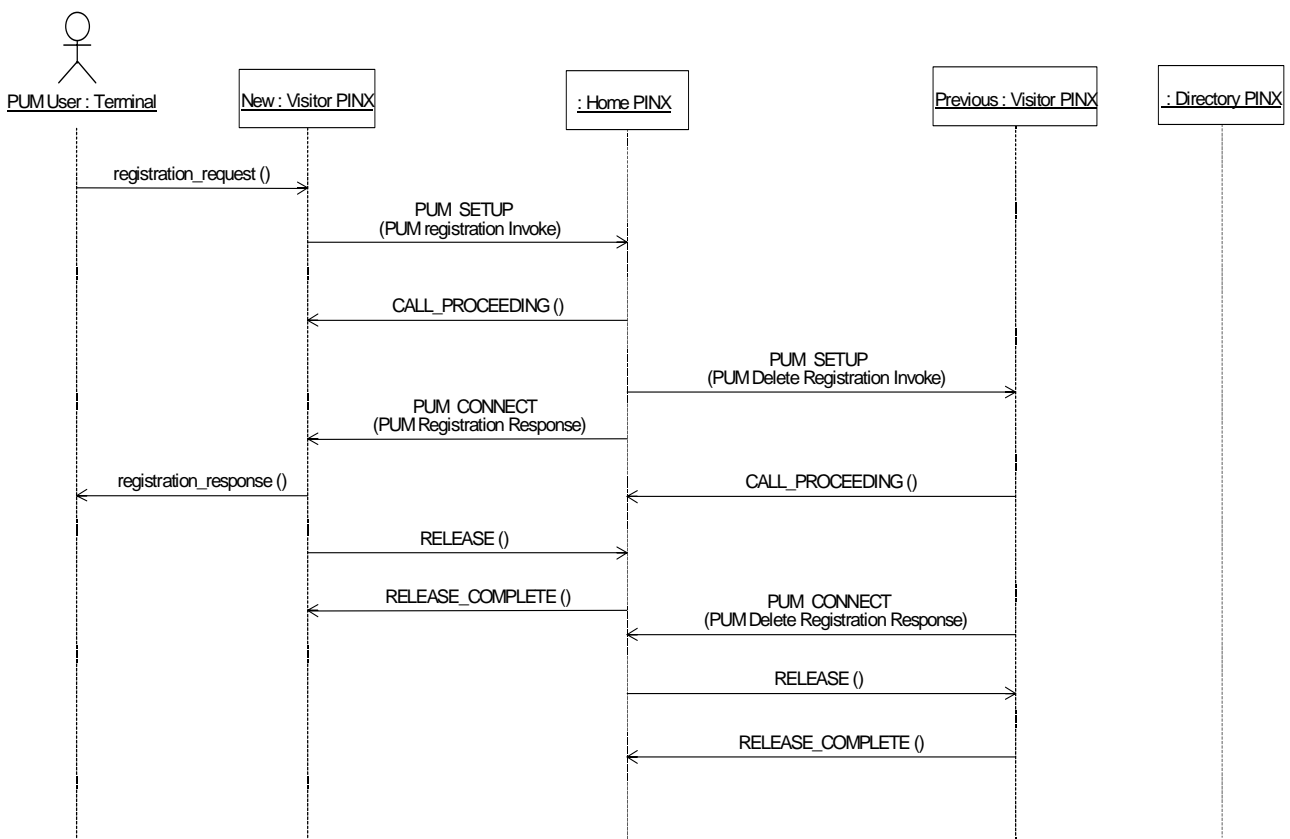 PUM User : Terminal
New : Visitor PINX
: Home PINX
Previous : Visitor PINX
: Directory PINX
registration_request ()
PUM SETUP
(PUM registration Invoke)
CALL_PROCEEDING ()
PUM SETUP
(PUM Delete Registration Invoke)
PUM CONNECT
(PUM Registration Response)
registration_response ()
CALL_PROCEEDING ()
RELEASE ()
RELEASE_COMPLETE ()
PUM CONNECT
(PUM Delete Registration Response)
RELEASE ()
RELEASE_COMPLETE ()